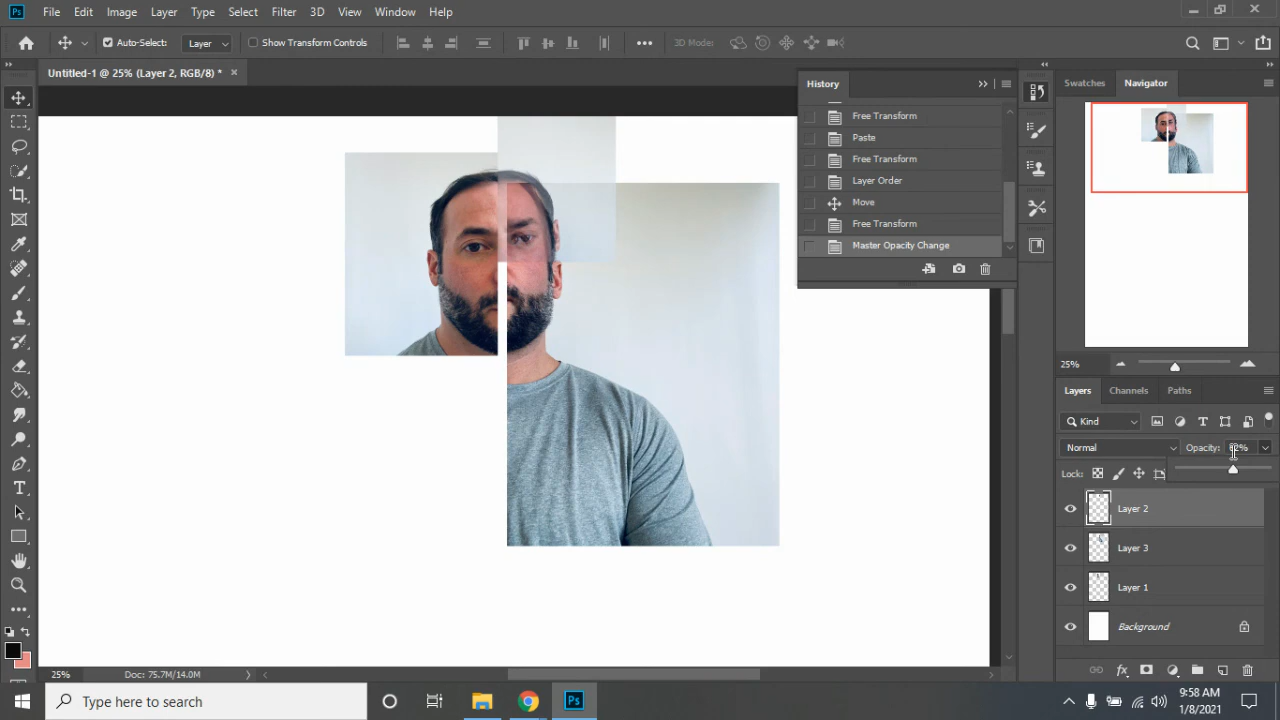 Ps File Edit Image Layer Type Select Filter 3D View Window Help
Auto-Select: Layer Show Transform Controls 3D Mode:
Untitled-1 @ 25% (Layer 2, RGB/8) *
History
Free Transform
Paste
Free Transform
Layer Order
Move
Free Transform
Master Opacity Change
Swatches Navigator
25%
Layers Channels Paths
Kind
Normal Opacity:
Lock:
Layer 2
Layer 3
Layer 1
Background
25% Doc: 75.7M/14.0M
Type here to search
Ps
9:58 AM
1/8/2021